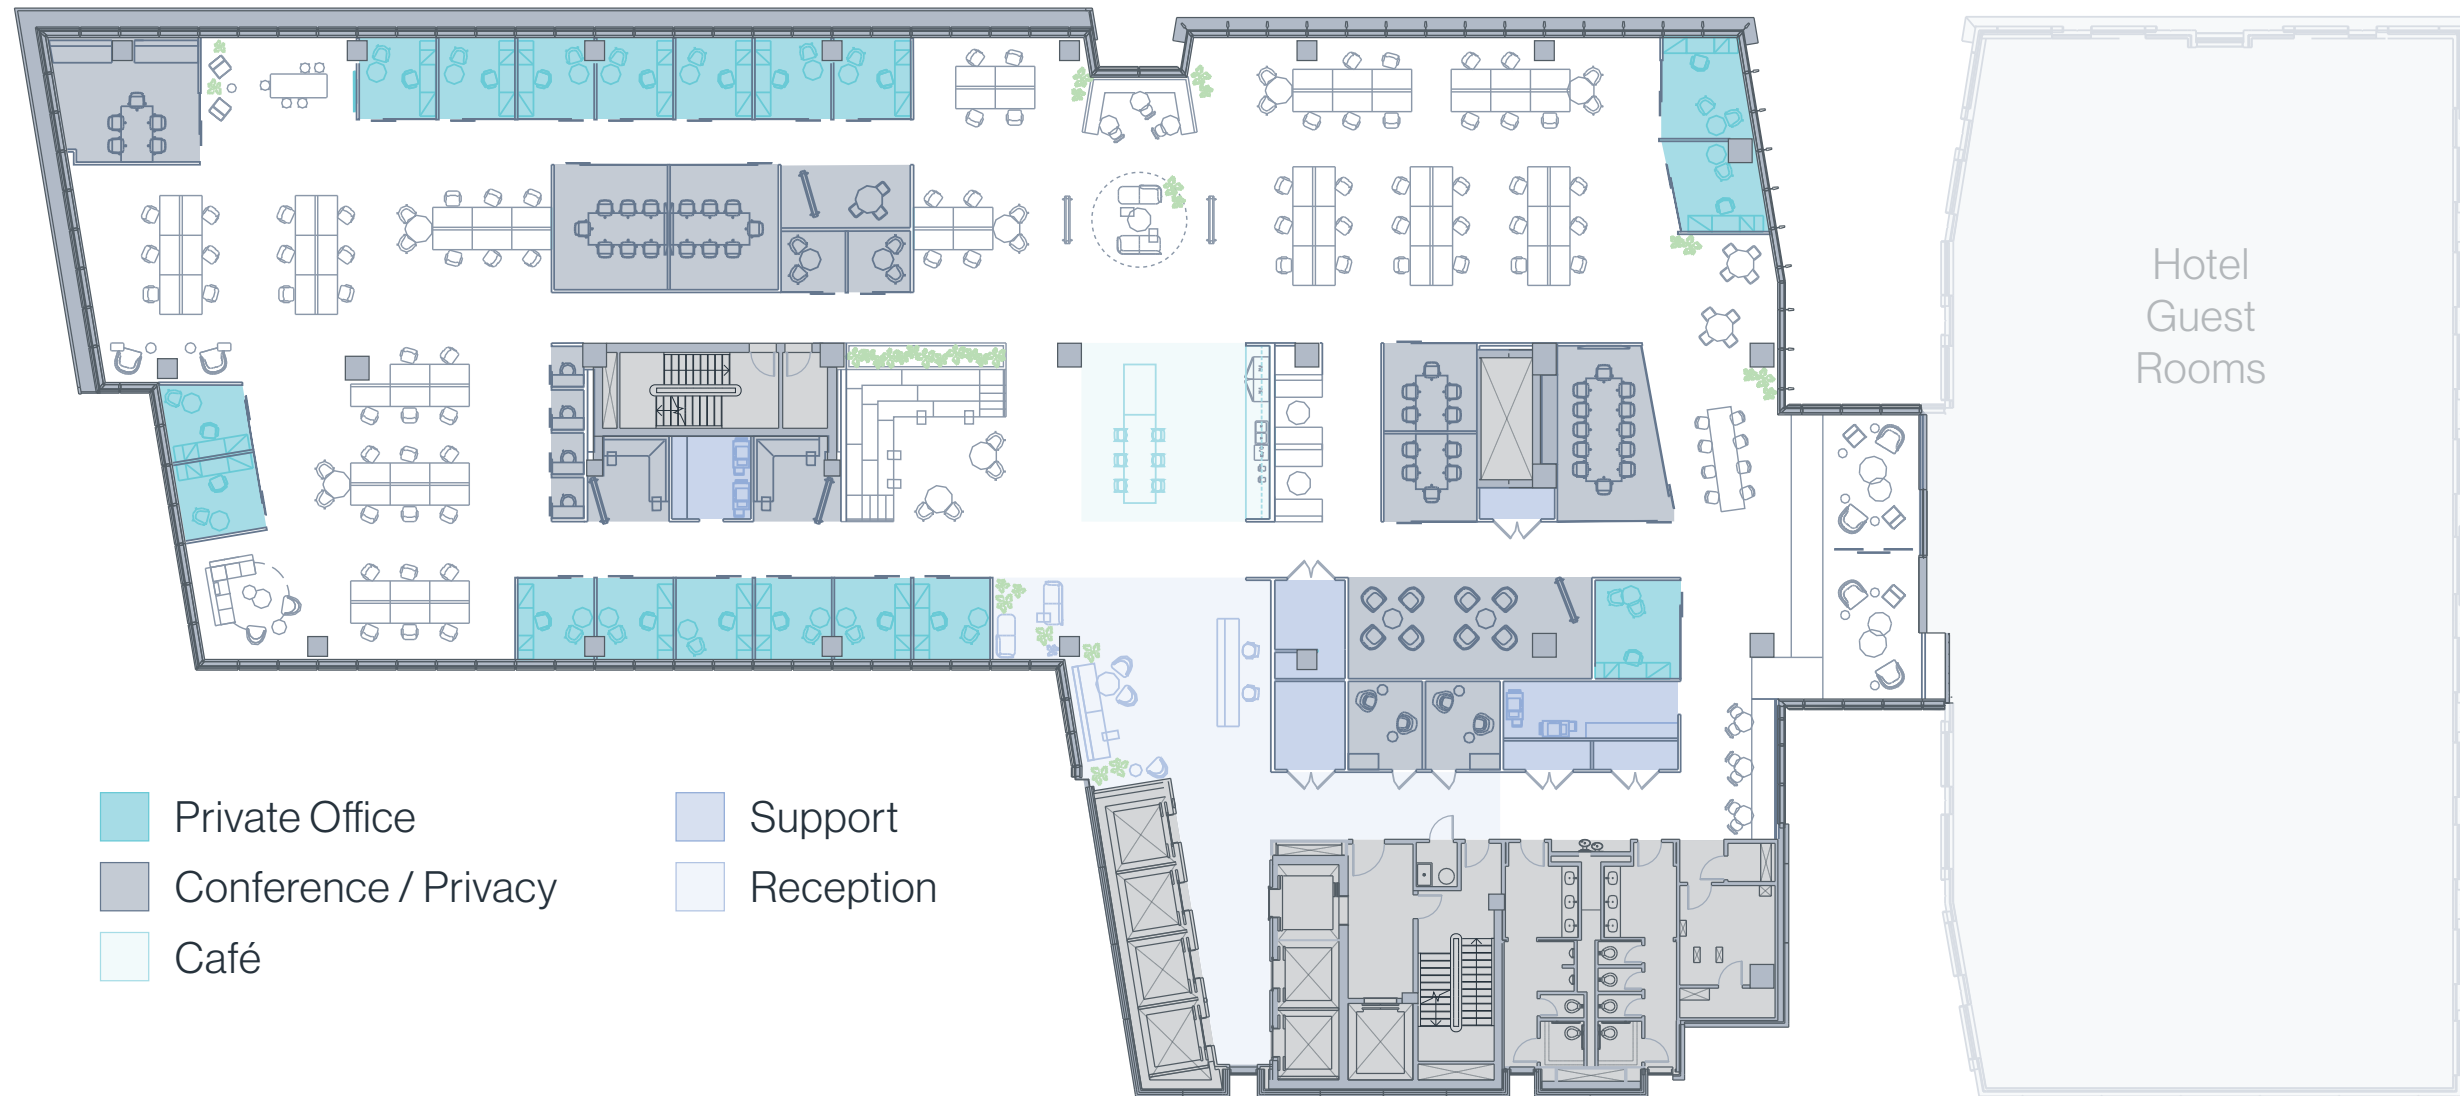 Hotel
Guest
Rooms
Private Office
Support
Conference / Privacy
Reception
Café